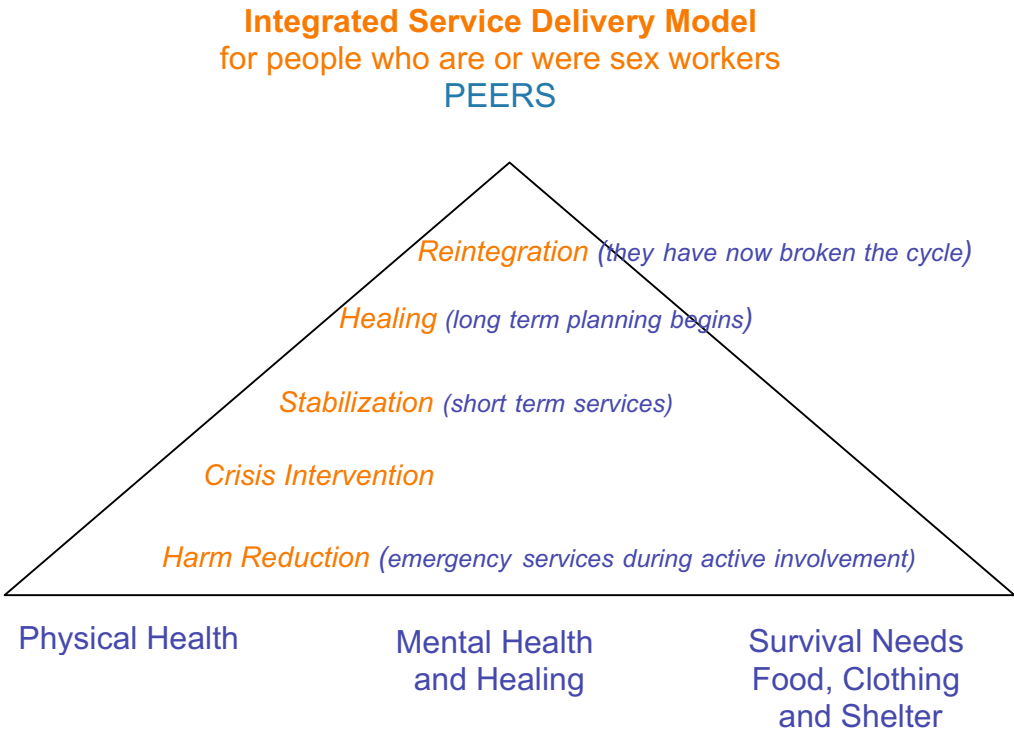 Integrated Service Delivery Model
for people who are or were sex workers
PEERS
Reintegration (they have now broken the cycle)
Healing (long term planning begins)
Stabilization (short term services)
Crisis Intervention
Harm Reduction (emergency services during active involvement)
Physical Health
Mental Health
and Healing
Survival Needs
Food, Clothing
and Shelter